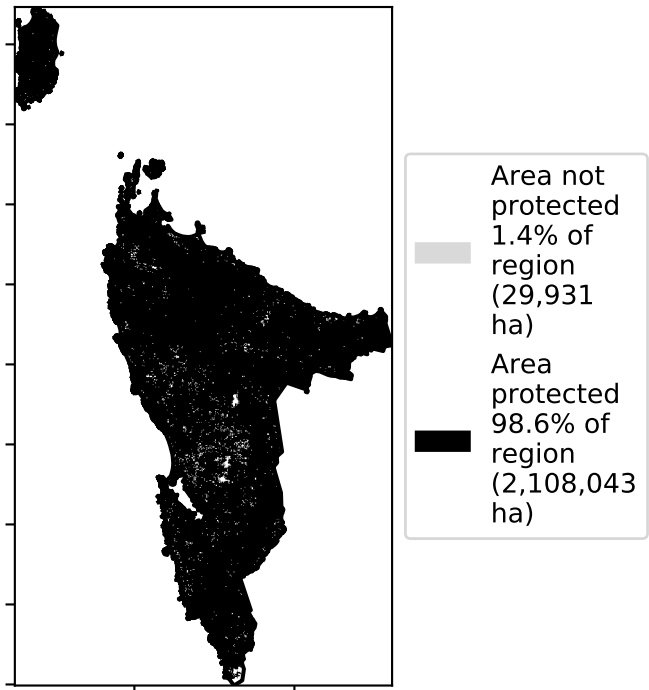 Area not
protected
1.4% of
region
(29,931
ha)
Area
protected
98.6% of
region
(2,108,043
ha)